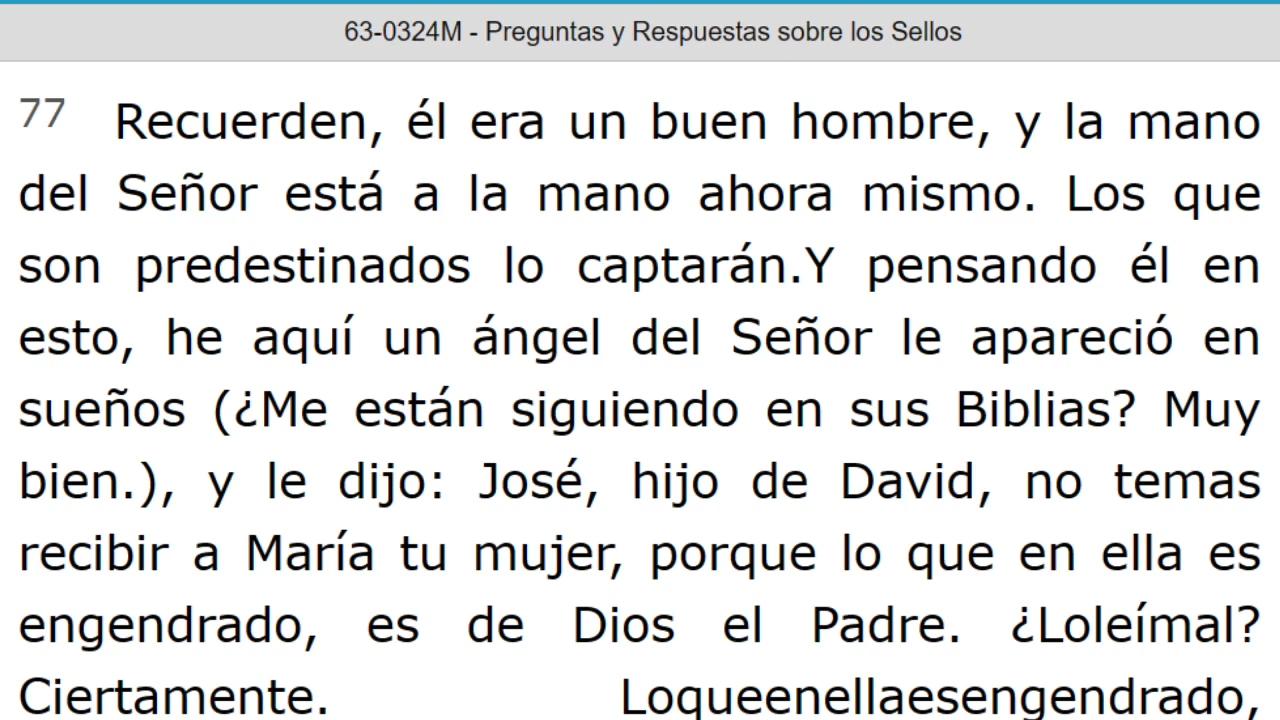 63-0324M - Preguntas y Respuestas sobre los Sellos
77 Recuerden, él era un buen hombre, y la mano
del Señor está a la mano ahora mismo. Los que
son predestinados lo captarán.Y pensando él en
esto, he aquí un ángel del Señor le apareció en
sueños (¿Me están siguiendo en sus Biblias? Muy
bien.), y le dijo: José, hijo de David, no temas
recibir a María tu mujer, porque lo que en ella es
engendrado, es de Dios el Padre. ¿Loleímal?
Ciertamente. Loqueenellaesengendrado,